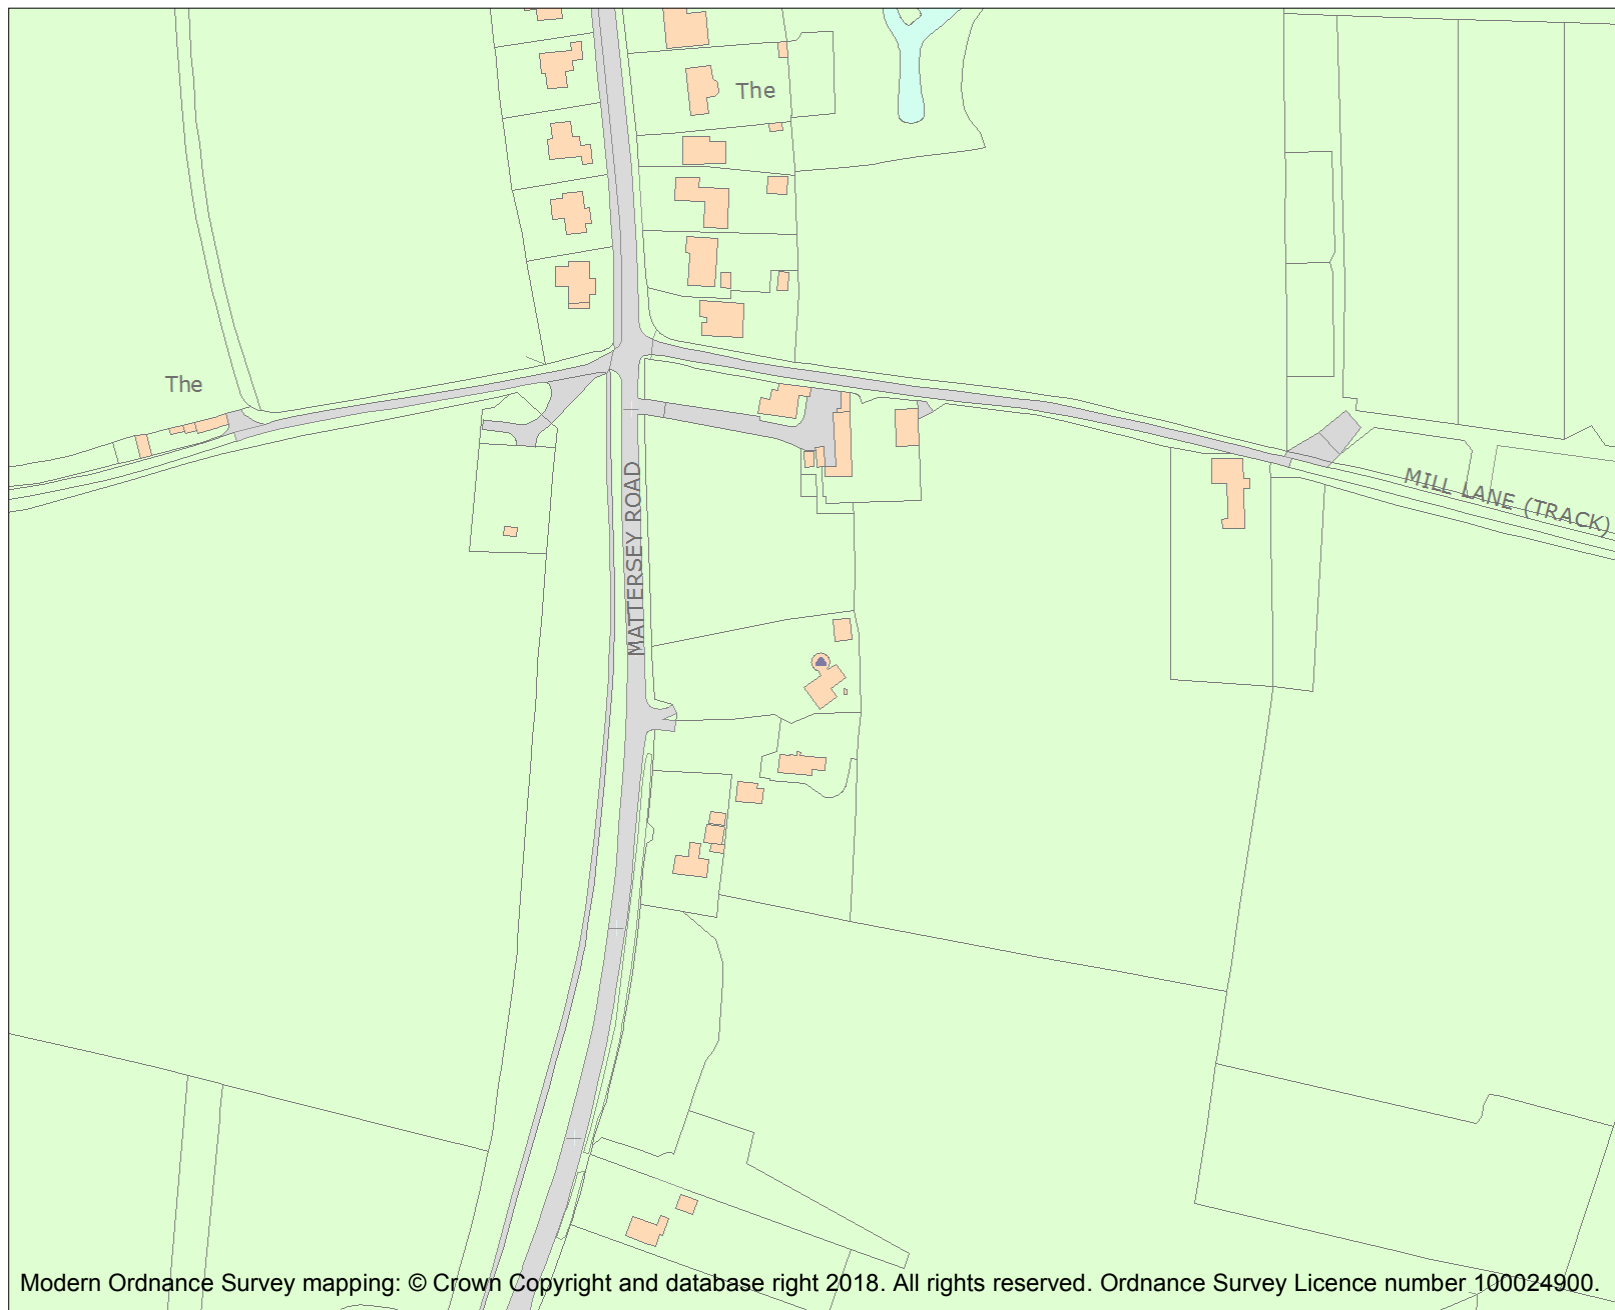 The
The
MATTERSEY ROAD
MILL LANE (TRACK)
Modern Ordnance Survey mapping: © Crown Copyright and database right 2018. All rights reserved. Ordnance Survey Licence number 100024900.